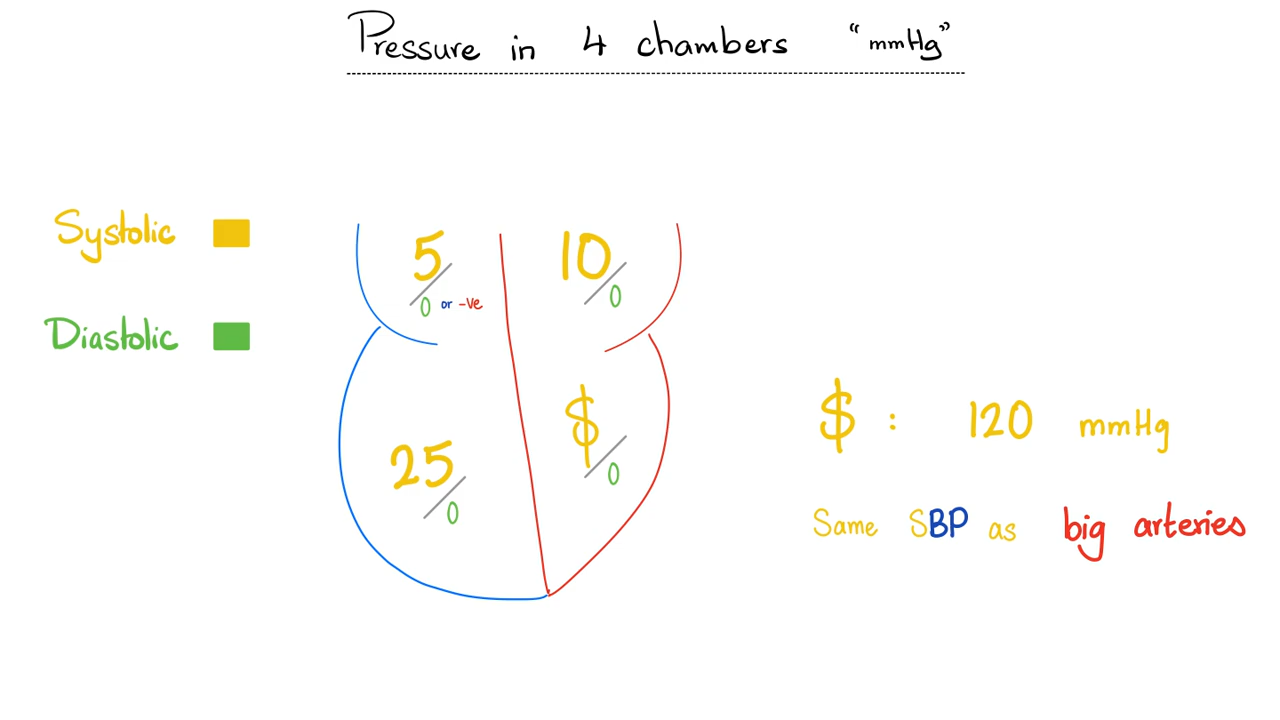 Pressure in 4 chambers "mmHg"
Systolic
Diastolic
5/0 or -ve
10/0
25/0
$/0
$ : 120 mmHg
Same SBP as big arteries